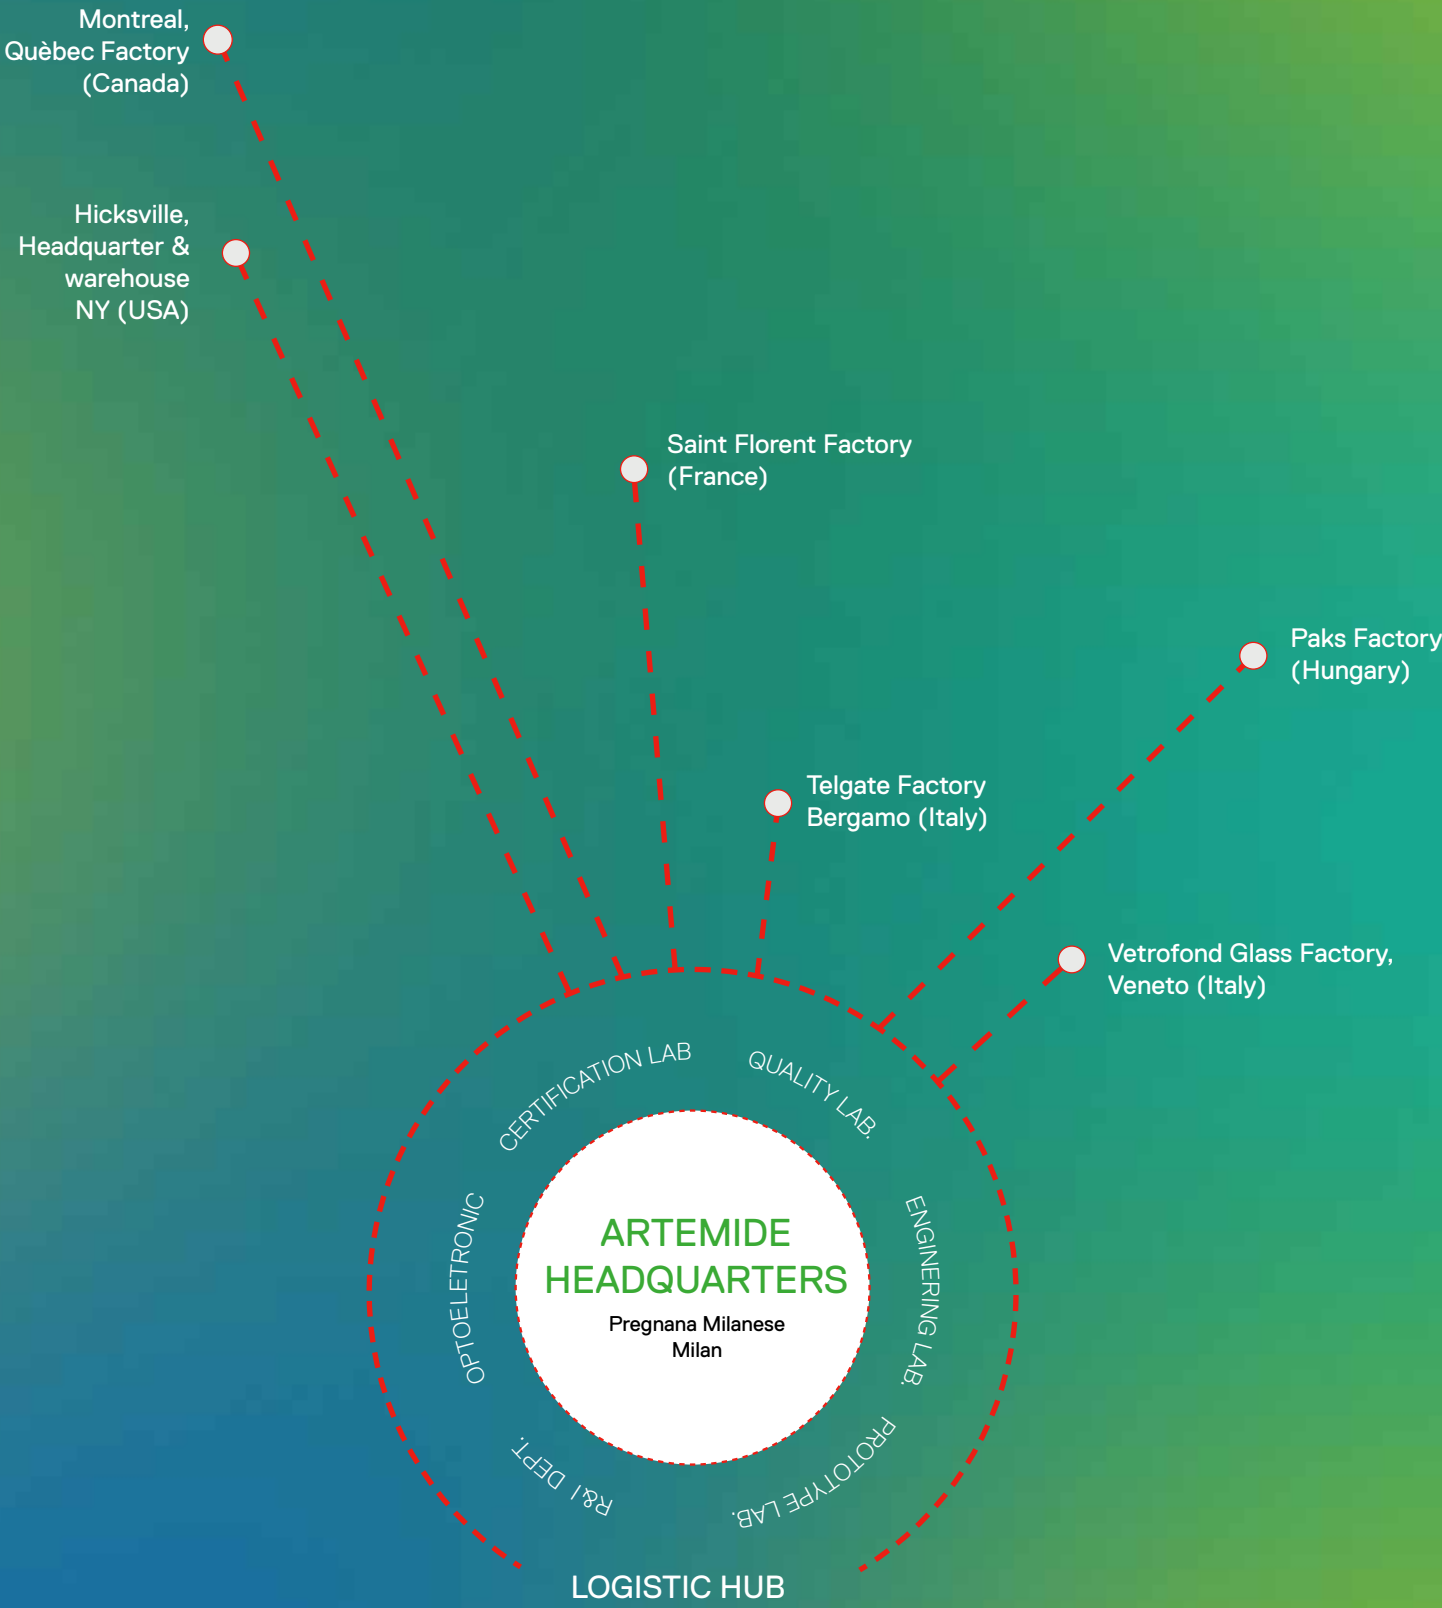 Montreal,
Quèbec Factory
(Canada)
Hicksville,
Headquarter &
warehouse
NY (USA)
Saint Florent Factory
(France)
Paks Factory
(Hungary)
Telgate Factory
Bergamo (Italy)
Vetrofond Glass Factory,
Veneto (Italy)
CERTIFICATION LAB
QUALITY LAB.
OPTOELETRONIC
ENGINERING LAB.
ARTEMIDE
HEADQUARTERS
Pregnana Milanese
Milan
R&I DEPT.
PROTOTYPE LAB.
LOGISTIC HUB